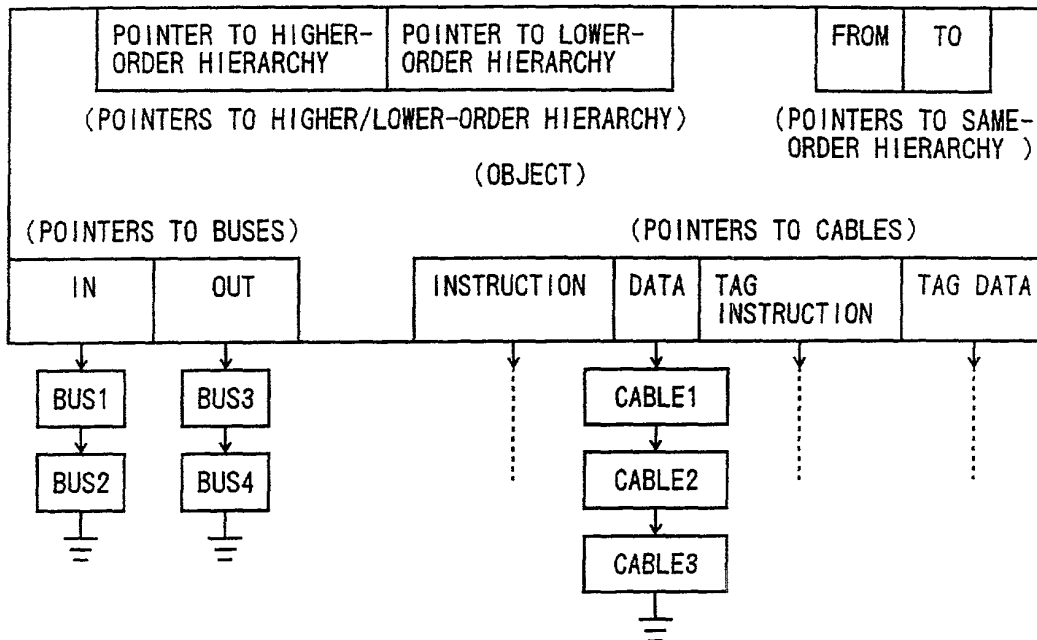 POINTER TO HIGHER-
ORDER HIERARCHY
POINTER TO LOWER-
ORDER HIERARCHY
FROM
TO
(POINTERS TO HIGHER/LOWER-ORDER HIERARCHY)
(POINTERS TO SAME-
ORDER HIERARCHY )
(OBJECT)
(POINTERS TO BUSES)
(POINTERS TO CABLES)
IN
OUT
INSTRUCTION
DATA
TAG
INSTRUCTION
TAG DATA
BUS1
BUS3
CABLE1
BUS2
BUS4
CABLE2
CABLE3